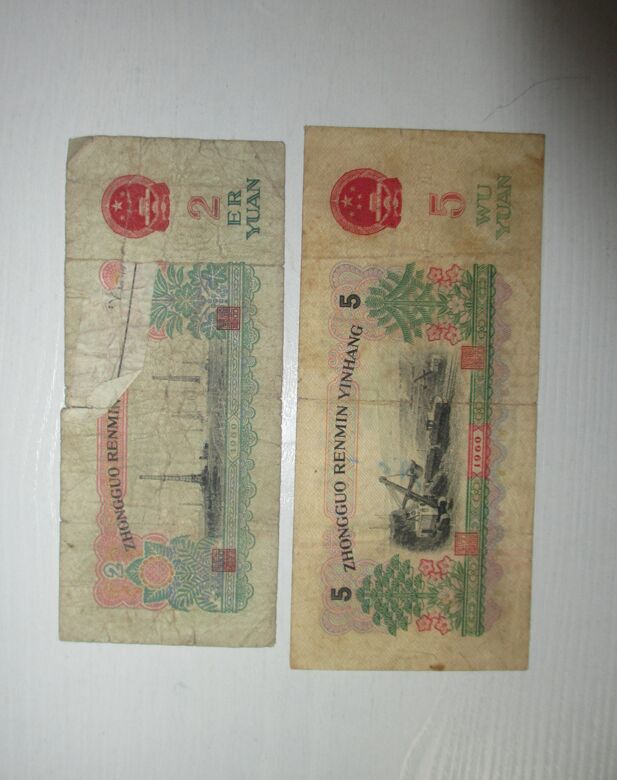 2
ER
YUAN
ZHONGGUO RENMIN
2
1960
5
WU
YUAN
5
ZHONGGUO RENMIN YINHANG
5
1960